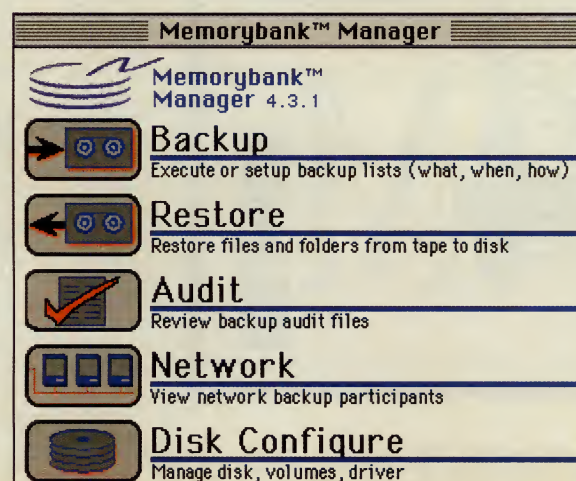 Memorybank™ Manager
Memorybank™
Manager 4.3.1
Backup
Execute or setup backup lists (what, when, how)
Restore
Restore files and folders from tape to disk
Audit
Review backup audit files
Network
View network backup participants
Disk Configure
Manage disk, volumes, driver